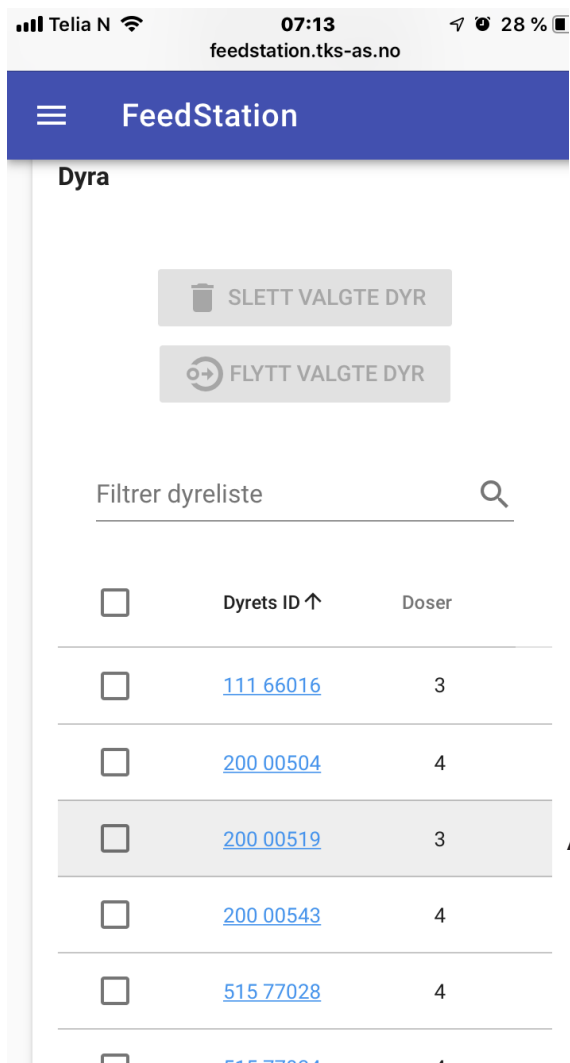 Telia N 07:13 28 %
feedstation.tks-as.no
FeedStation
Dyra
SLETT VALGTE DYR
FLYTT VALGTE DYR
Filtrer dyreliste
Dyrets ID Doser
111 66016 3
200 00504 4
200 00519 3
200 00543 4
515 77028 4